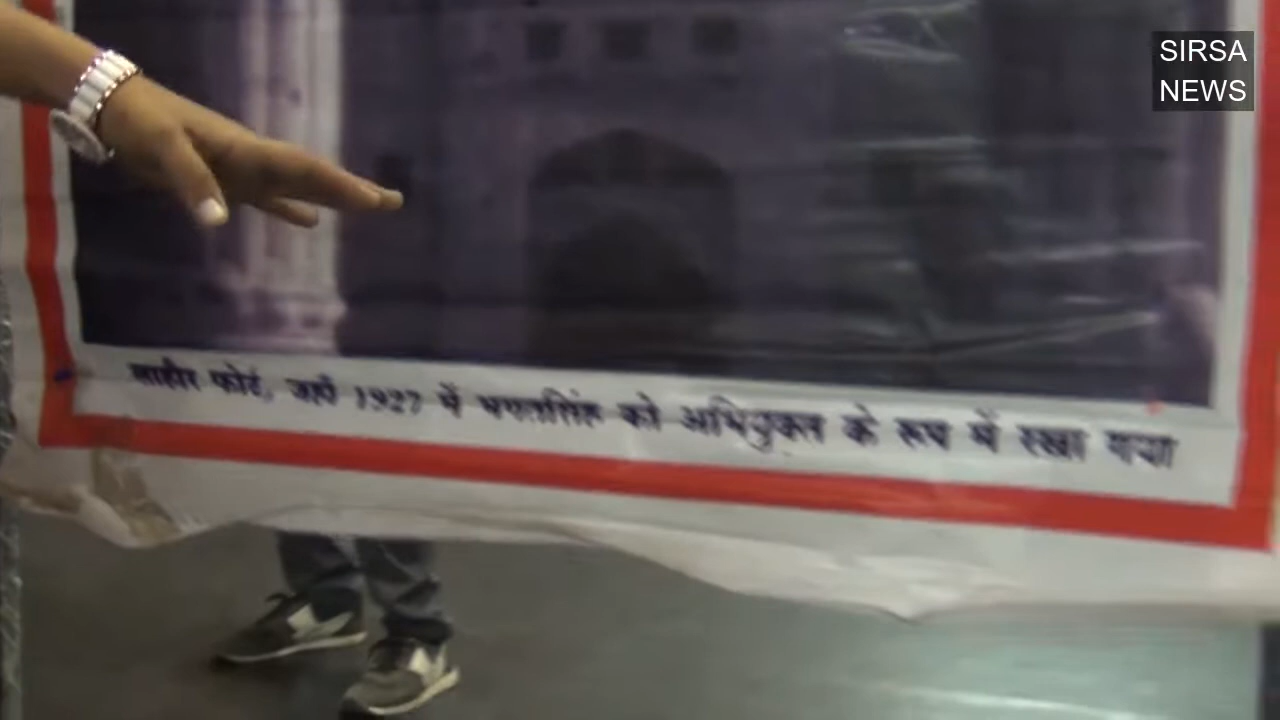 SIRSA
NEWS
लाहौर फोर्ट, जहाँ 1927 में भगतसिंह को अभियुक्त के रूप में रखा गया